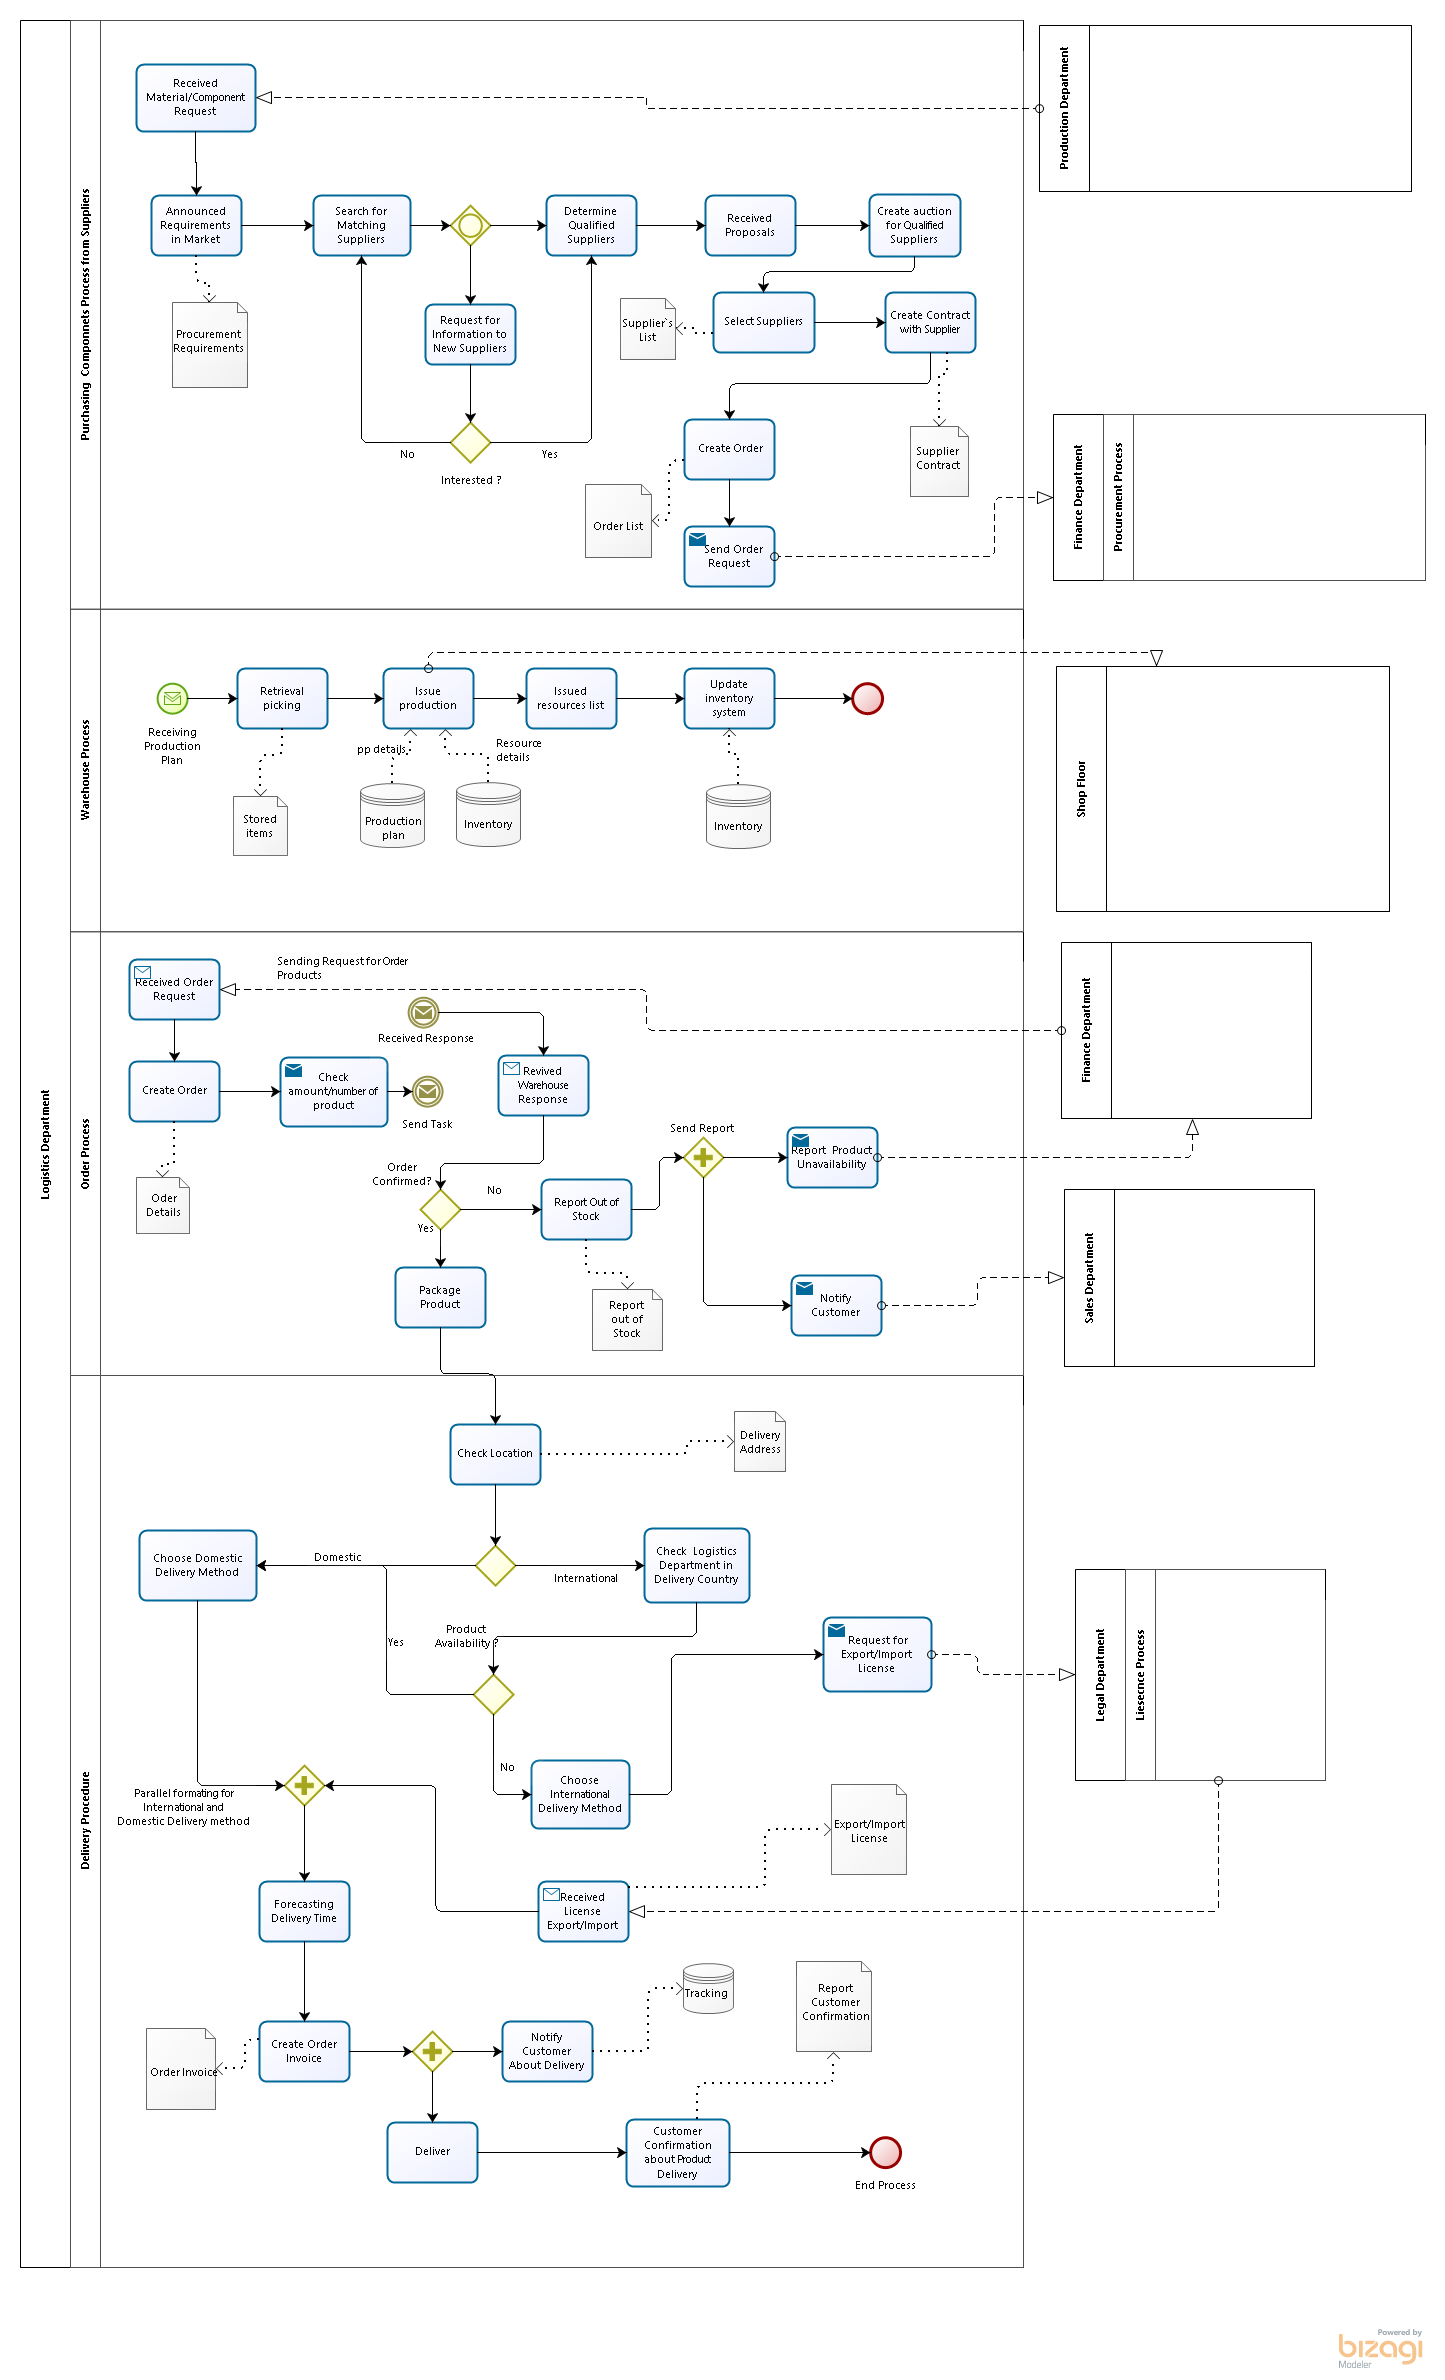 Logistics Department
Purchasing Componnets Process from Suppliers
Received
Material/Component
Request
Production Department
Announced
Requirements
in Market
Search for
Matching
Suppliers
Determine
Qualified
Suppliers
Received
Proposals
Create auction
for Qualified
Suppliers
Procurement
Requirements
Request for
Information to
New Suppliers
Supplier`s
List
Select Suppliers
Create Contract
with Supplier
No
Yes
Interested ?
Create Order
Supplier
Contract
Order List
Send Order
Request
Finance Department
Procurement Process
Warehouse Process
Receiving
Production
Plan
Retrieval
picking
Issue
production
Issued
resources list
Update
inventory
system
pp details
Resource
details
Stored
items
Production
plan
Inventory
Inventory
Shop Floor
Order Process
Received Order
Request
Sending Request for Order
Products
Received Response
Finance Department
Create Order
Check
amount/number of
product
Send Task
Revived
Warehouse
Response
Oder
Details
Order
Confirmed?
No
Yes
Report Out of
Stock
Send Report
Report Product
Unavailability
Package
Product
Report
out of
Stock
Notify
Customer
Sales Department
Delivery Procedure
Check Location
Delivery
Address
Choose Domestic
Delivery Method
Domestic
International
Check Logistics
Department in
Delivery Country
Yes
Product
Availability ?
Request for
Export/Import
License
Legal Department
Liesecnce Process
No
Choose
International
Delivery Method
Parallel formating for
International and
Domestic Delivery method
Export/Import
License
Forecasting
Delivery Time
Received
License
Export/Import
Order Invoice
Create Order
Invoice
Notify
Customer
About Delivery
Tracking
Report
Customer
Confirmation
Deliver
Customer
Confirmation
about Product
Delivery
End Process
Powered by
bizagi
Modeler